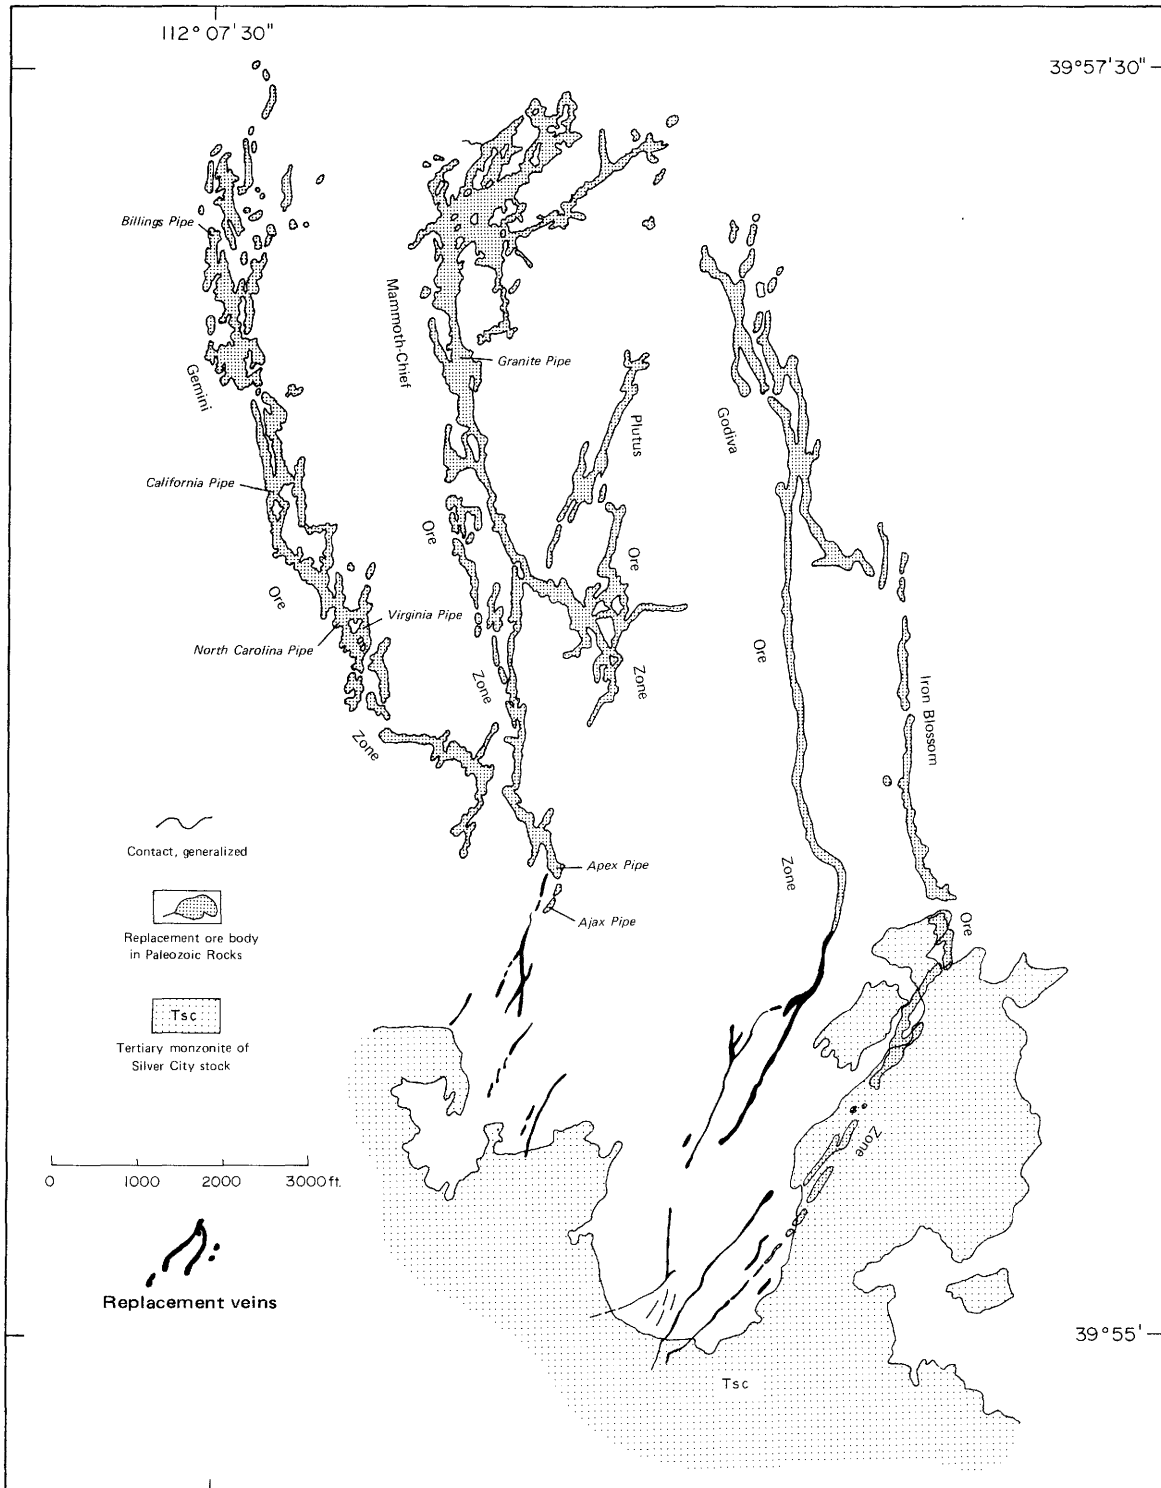 112° 07'30"
39°57'30"
Billings Pipe
Mammoth-Chief
Granite Pipe
Gemini
Plutus
Godiva
California Pipe
Ore
Ore
Ore
Virginia Pipe
North Carolina Pipe
Ore
Zone
Zone
Iron Blossom
Zone
Contact, generalized
Apex Pipe
Zone
Ajax Pipe
Ore
Replacement ore body
in Paleozoic Rocks
Tsc
Tertiary monzonite of
Silver City stock
Zone
0 1000 2000 3000 ft.
Replacement veins
39°55'
Tsc